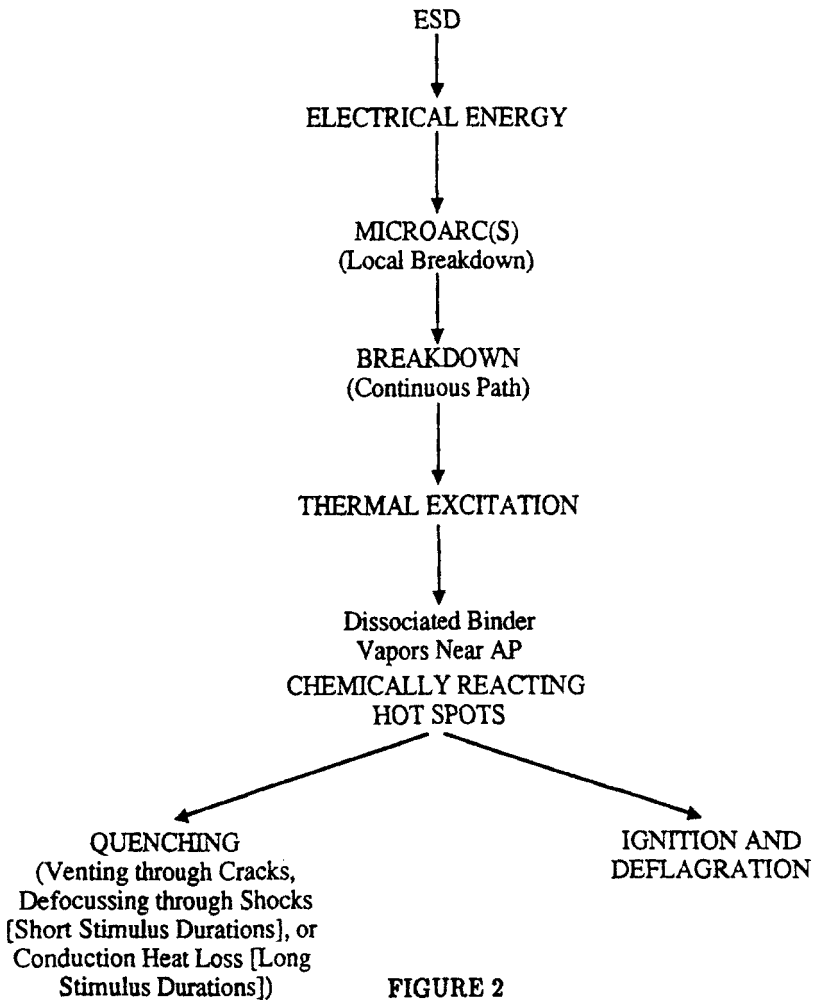 ESD
ELECTRICAL ENERGY
MICROARC(S)
(Local Breakdown)
BREAKDOWN
(Continuous Path)
THERMAL EXCITATION
Dissociated Binder
Vapors Near AP
CHEMICALLY REACTING
HOT SPOTS
QUENCHING
(Venting through Cracks,
Defocussing through Shocks
[Short Stimulus Durations], or
Conduction Heat Loss [Long
Stimulus Durations])
IGNITION AND
DEFLAGRATION
FIGURE 2